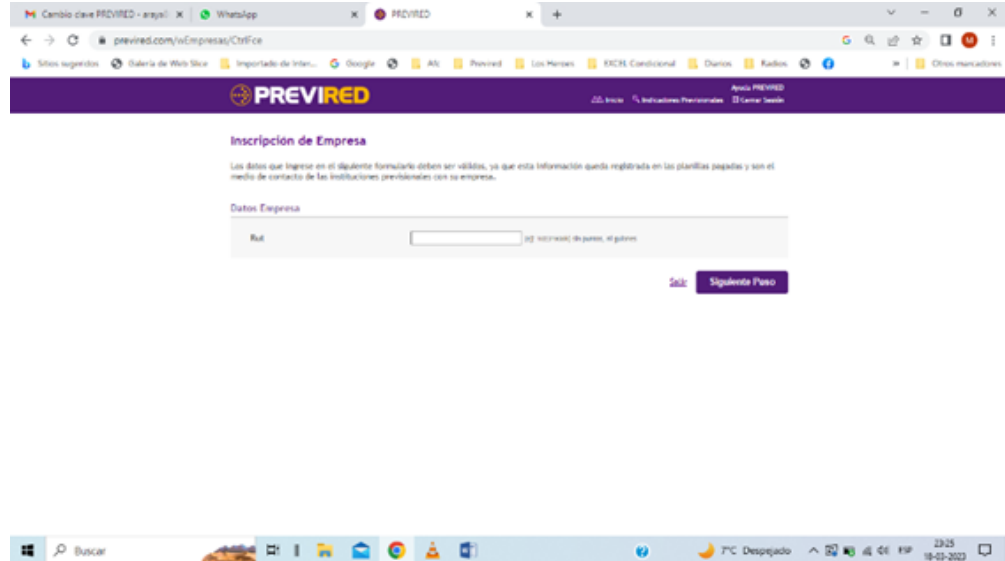 Cambio clave PREVIRED - araya
WhatsApp
PREVIRED
previred.com/wEmpresas/CtrlFce
Sitios sugeridos Galería de Web Slice Importado de Inter... Google Afc Previred Los Heroes EXCEL Condicional Diarios Radios » Otros marcadores
PREVIRED
Ayuda PREVIRED
Inicio Indicadores Previsionales Cerrar Sesión
Inscripción de Empresa
Los datos que ingrese en el siguiente formulario deben ser válidos, ya que esta información queda registrada en las planillas pagadas y son el
medio de contacto de las instituciones previsionales con su empresa.
Datos Empresa
Rut
Salir Siguiente Paso
Buscar
7°C Despejado
ESP
23:25
18-03-2023